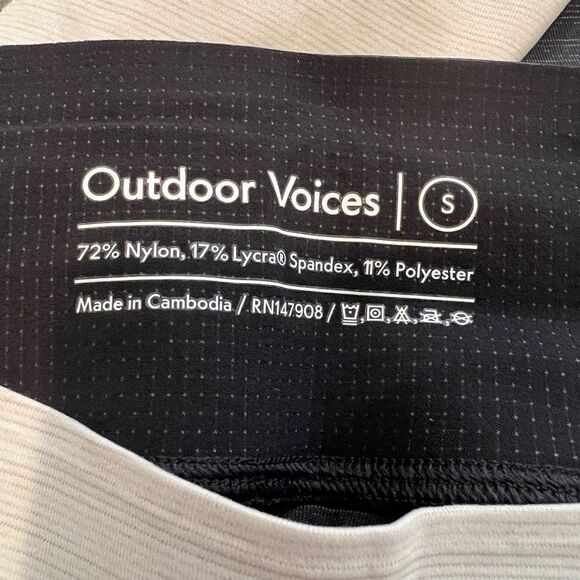 Outdoor Voices | S
72% Nylon, 17% Lycra® Spandex, 11% Polyester
Made in Cambodia / RN147908 /